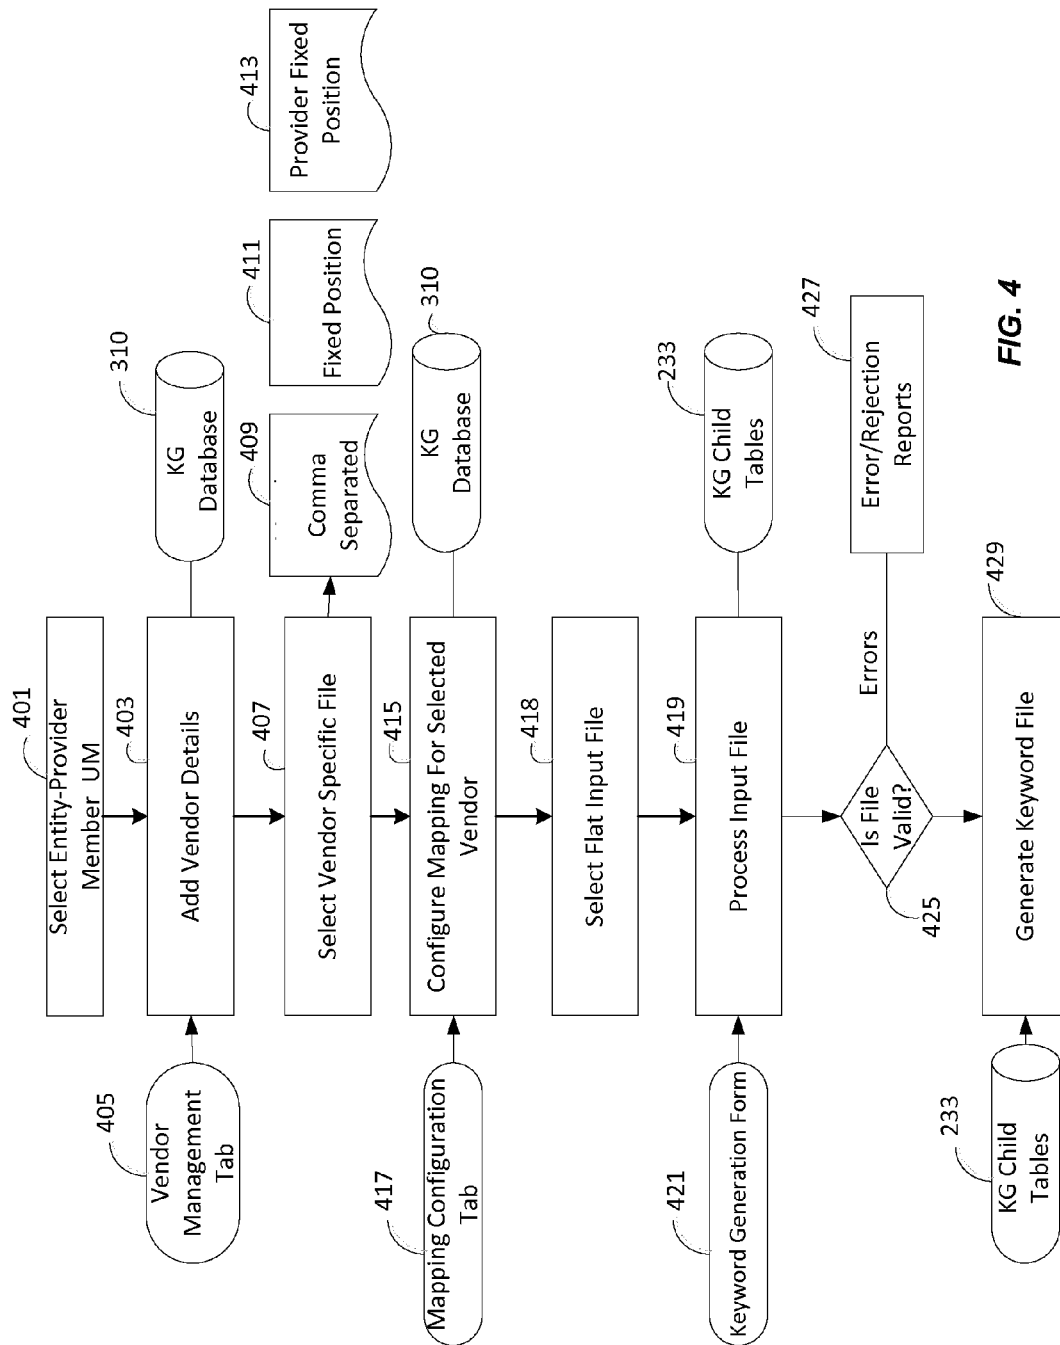 401
Select Entity-Provider
Member UM
405
Vendor
Management
Tab
403
Add Vendor Details
310
KG
Database
407
Select Vendor Specific File
409
Comma
Separated
411
Fixed Position
413
Provider Fixed
Position
417
Mapping Configuration
Tab
415
Configure Mapping For Selected
Vendor
310
KG
Database
418
Select Flat Input File
421
Keyword Generation Form
419
Process Input File
233
KG Child
Tables
425
Is File
Valid?
Errors
427
Error/Rejection
Reports
233
KG Child
Tables
429
Generate Keyword File
FIG. 4